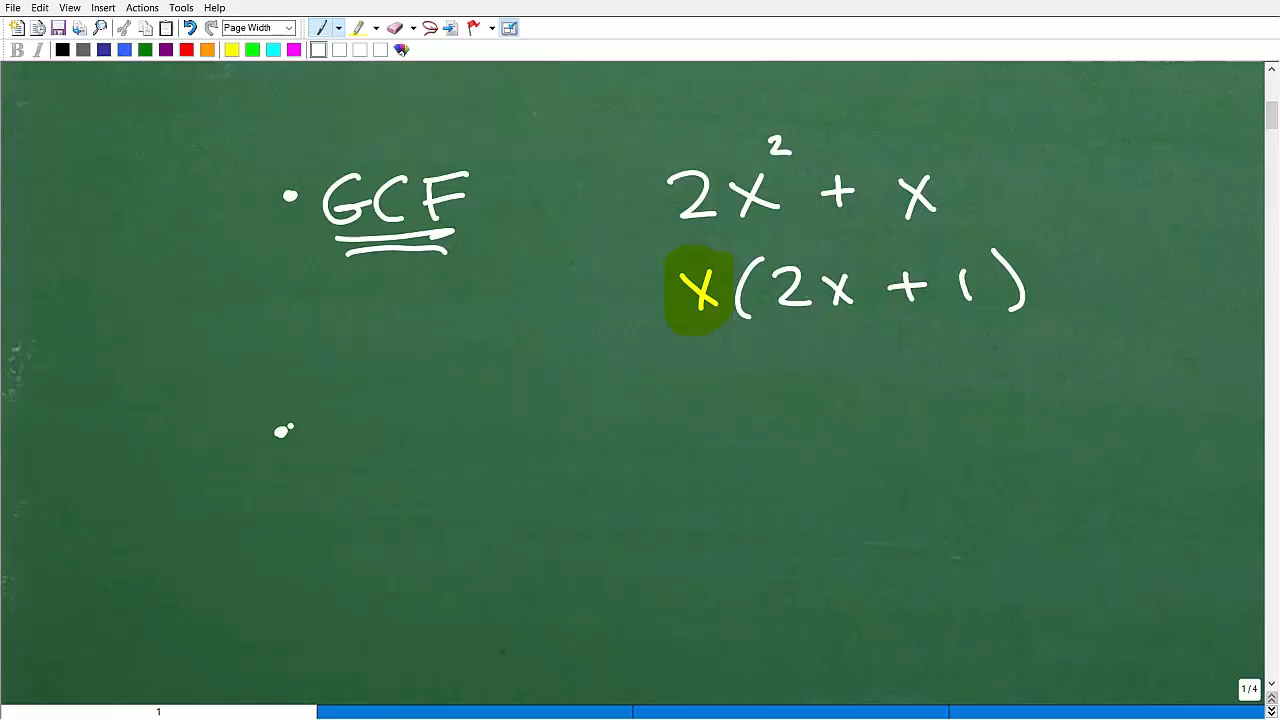 File Edit View Insert Actions Tools Help
Page Width
B I
• GCF
2x² + x
x(2x + 1)
•
1/4
1